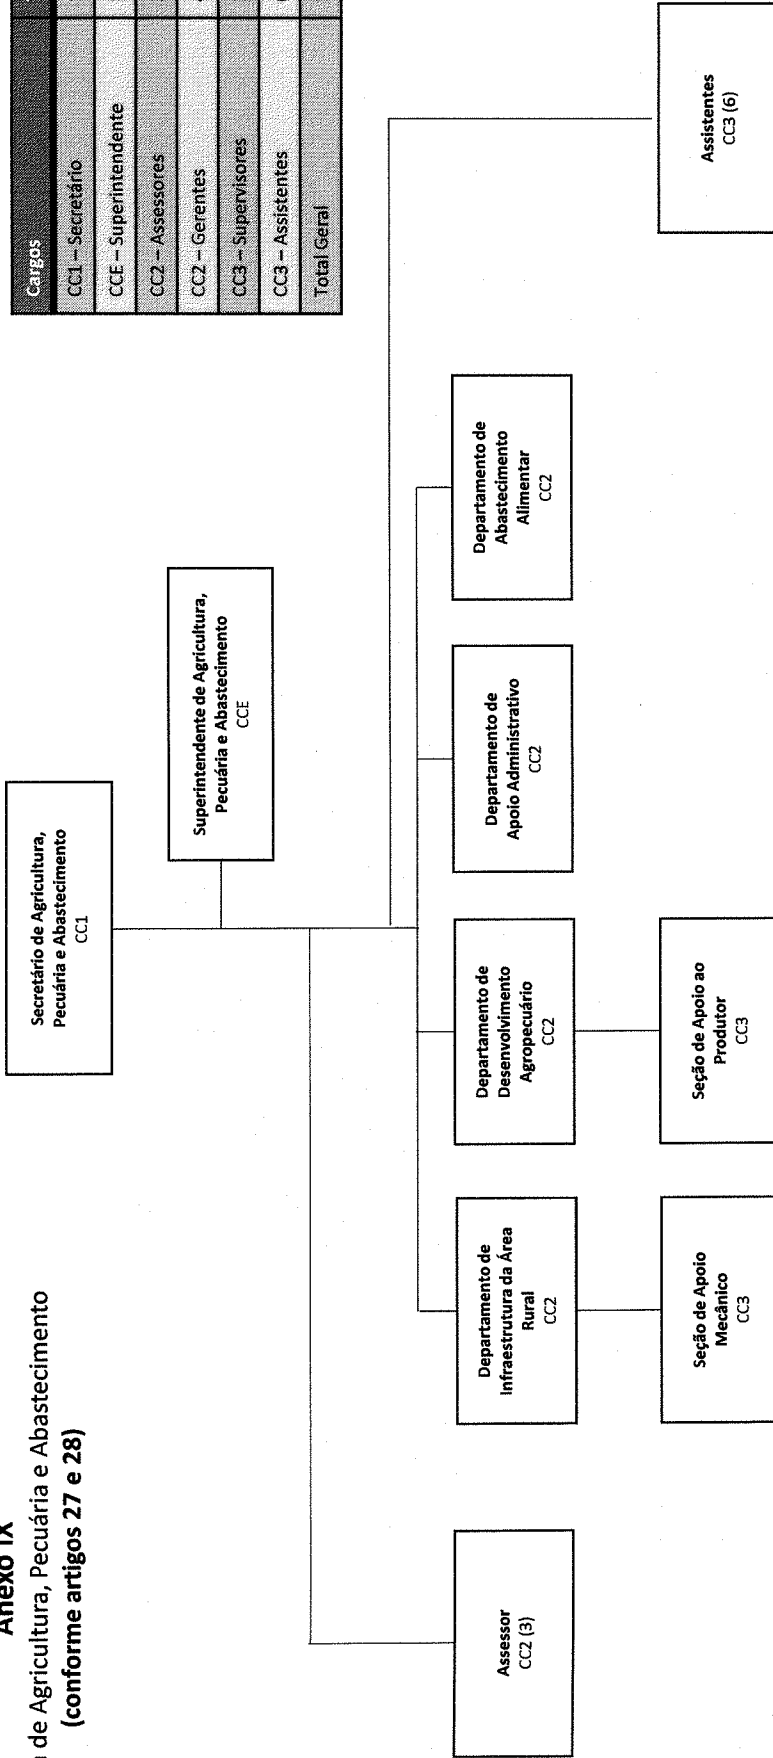 Anexo IX
de Agricultura, Pecuária e Abastecimento
(conforme artigos 27 e 28)
Cargos
CC1 – Secretário
CCE – Superintendente
CC2 – Assessores
CC2 – Gerentes
CC3 – Supervisores
CC3 – Assistentes
Total Geral
Secretário de Agricultura,
Pecuária e Abastecimento
CC1
Superintendente de Agricultura,
Pecuária e Abastecimento
CCE
Assessor
CC2 (3)
Departamento de
Infraestrutura da Área
Rural
CC2
Departamento de
Desenvolvimento
Agropecuário
CC2
Departamento de
Apoio Administrativo
CC2
Departamento de
Abastecimento
Alimentar
CC2
Seção de Apoio
Mecânico
CC3
Seção de Apoio ao
Produtor
CC3
Assistentes
CC3 (6)